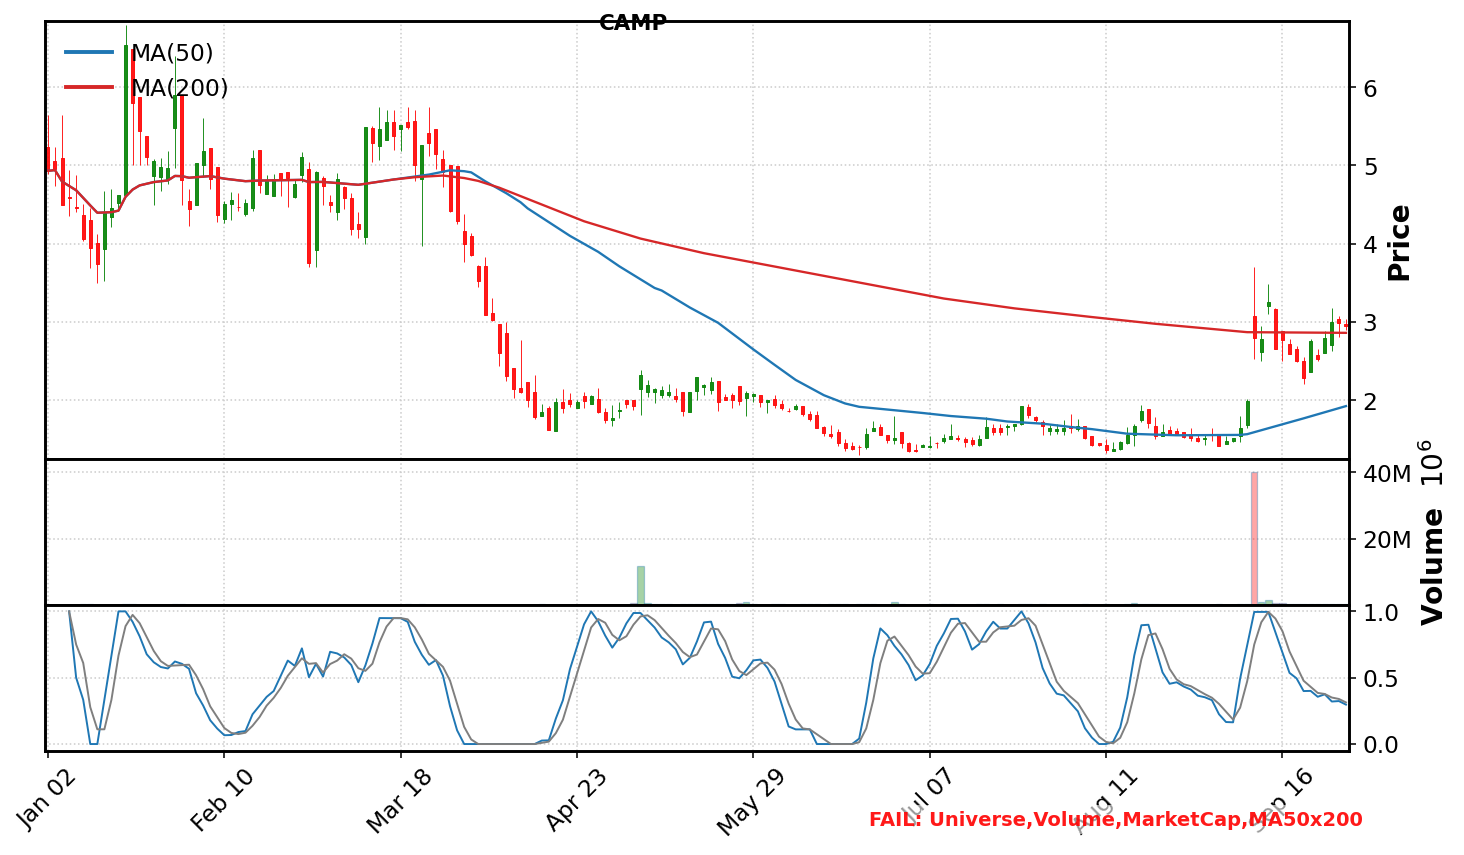 CAMP
MA(50)
MA(200)
6
5
4
3
2
Price
40M
20M
Volume 10^6
1.0
0.5
0.0
Jan 02
Feb 10
Mar 18
Apr 23
May 29
Jul 07
Aug 11
Sep 16
FAIL: Universe,Volume,MarketCap,MA50x200